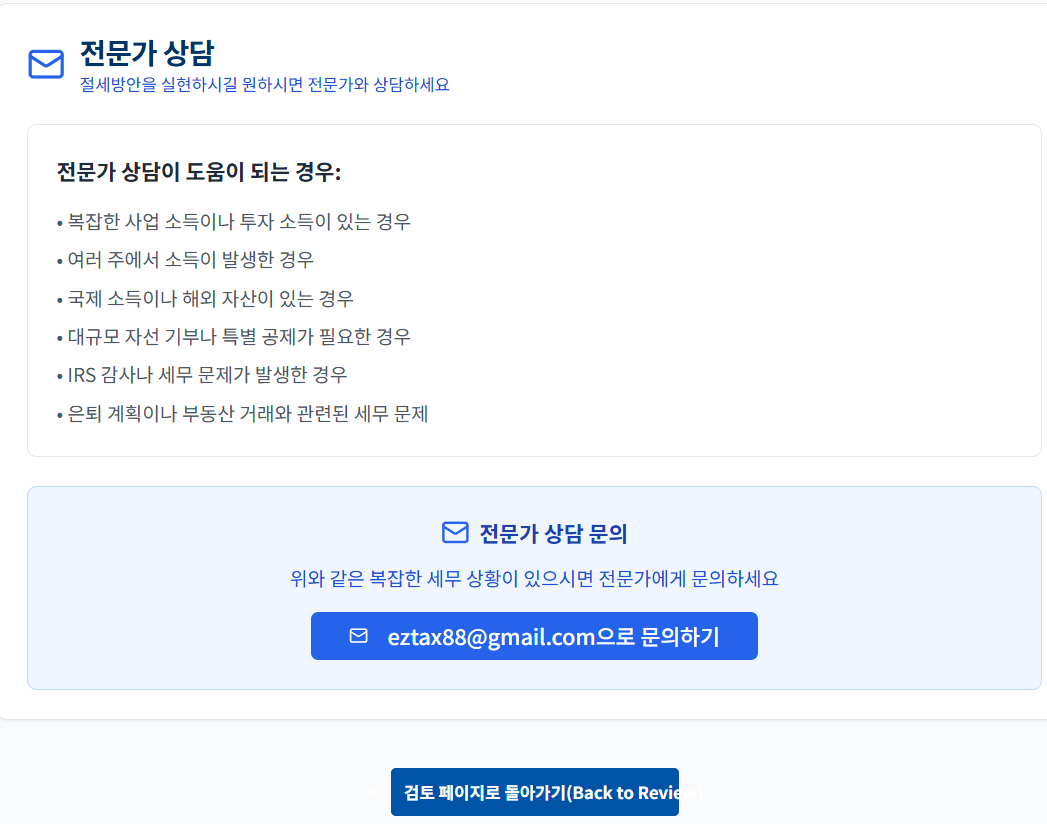 전문가 상담
절세방안을 실현하시길 원하시면 전문가와 상담하세요
전문가 상담이 도움이 되는 경우:
• 복잡한 사업 소득이나 투자 소득이 있는 경우
• 여러 주에서 소득이 발생한 경우
• 국제 소득이나 해외 자산이 있는 경우
• 대규모 자선 기부나 특별 공제가 필요한 경우
• IRS 감사나 세무 문제가 발생한 경우
• 은퇴 계획이나 부동산 거래와 관련된 세무 문제
전문가 상담 문의
위와 같은 복잡한 세무 상황이 있으시면 전문가에게 문의하세요
eztax88@gmail.com으로 문의하기
← 검토 페이지로 돌아가기(Back to Review)